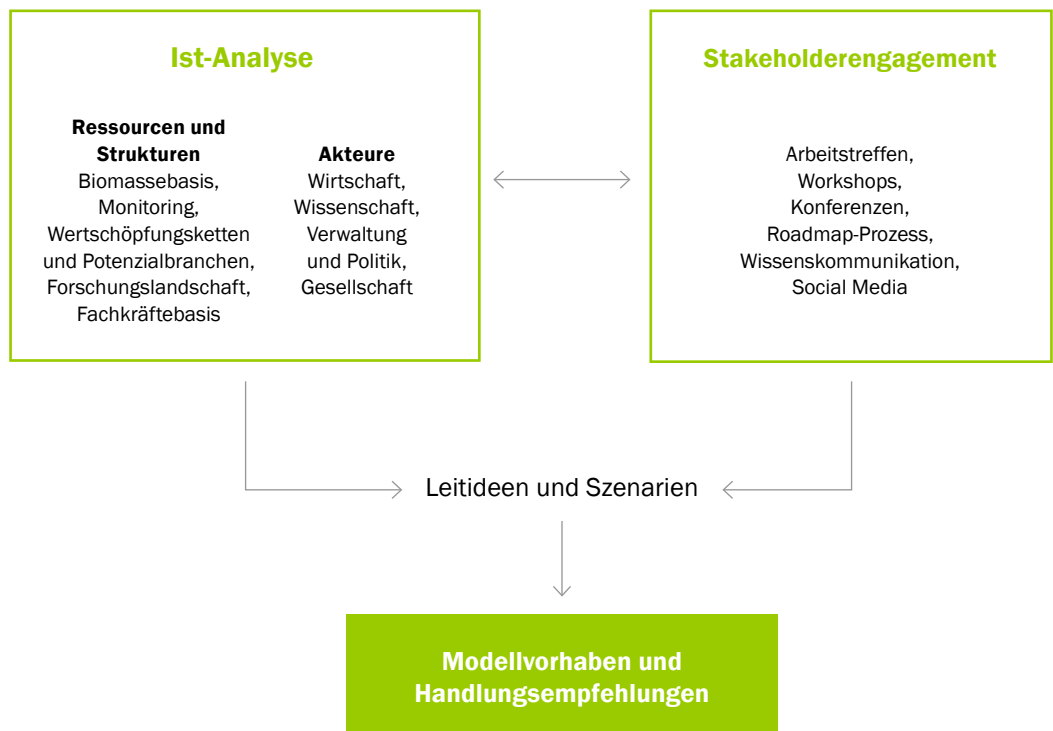 Ist-Analyse
Ressourcen und
Strukturen
Biomassebasis,
Monitoring,
Wertschöpfungsketten
und Potenzialbranchen,
Forschungslandschaft,
Fachkräftebasis
Akteure
Wirtschaft,
Wissenschaft,
Verwaltung
und Politik,
Gesellschaft
Stakeholderengagement
Arbeitstreffen,
Workshops,
Konferenzen,
Roadmap-Prozess,
Wissenskommunikation,
Social Media
Leitideen und Szenarien
Modellvorhaben und
Handlungsempfehlungen